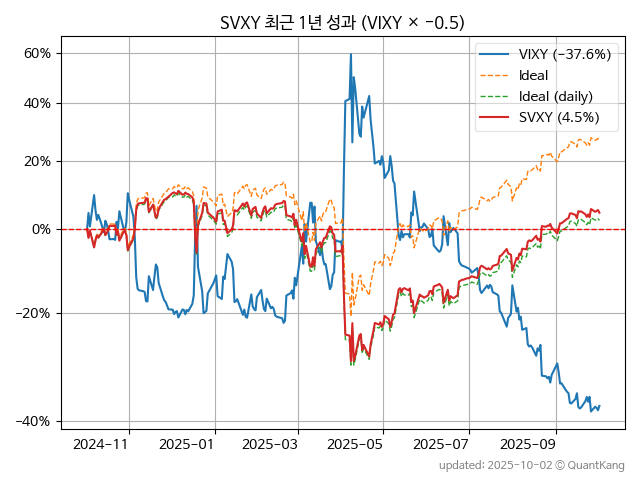 SVXY 최근 1년 성과 (VIXY × −0.5)
60%
40%
20%
0%
−20%
−40%
VIXY (−37.6%)
Ideal
Ideal (daily)
SVXY (4.5%)
2024-11
2025-01
2025-03
2025-05
2025-07
2025-09
updated: 2025-10-02 © QuantKang